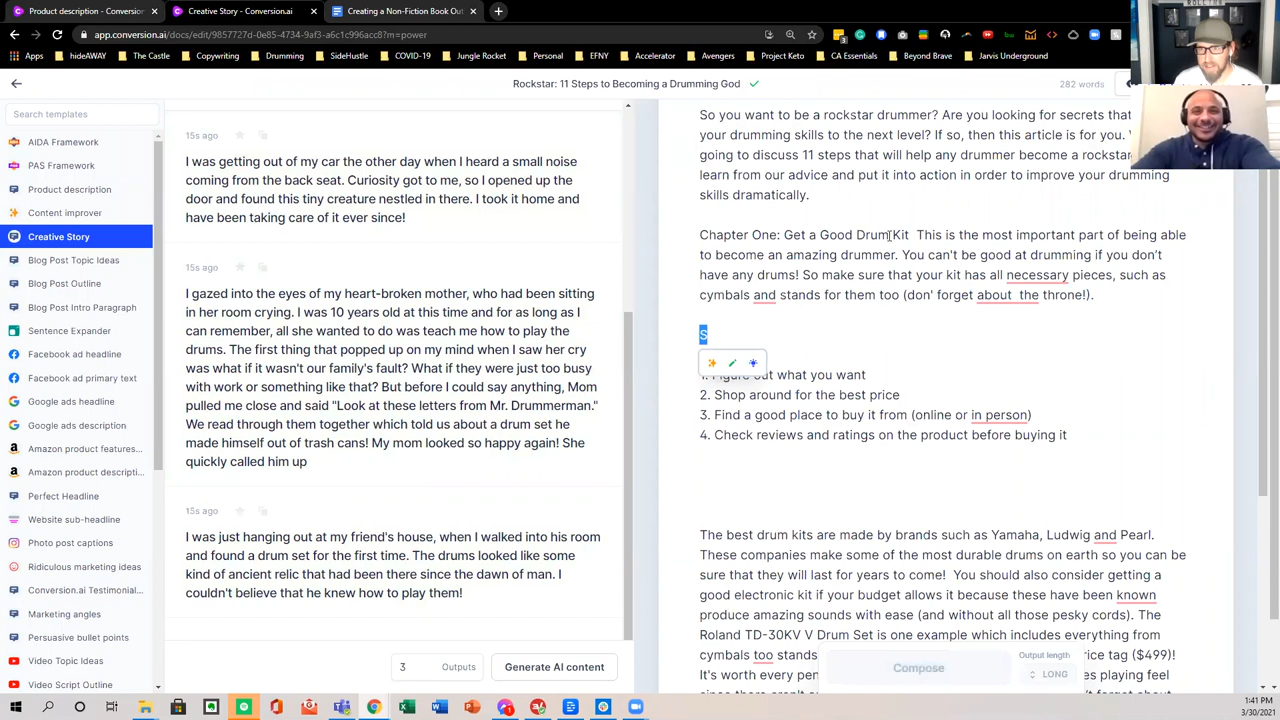 Product description - Conversion
Creative Story - Conversion.ai
Creating a Non-Fiction Book Out
app.conversion.ai/docs/edit/9857727d-0e85-4734-9af3-a6c1c996abc8?m=power
Apps
hideAWAY
The Castle
Copywriting
Drumming
SideHustle
COVID-19
Jungle Rocket
Personal
EFNY
Accelerator
Avengers
Project Keto
CA Essentials
Beyond Brave
Jarvis Underground
Rockstar: 11 Steps to Becoming a Drumming God
282 words
Search templates
AIDA Framework
PAS Framework
Product description
Content improver
Creative Story
Blog Post Topic Ideas
Blog Post Outline
Blog Post Intro Paragraph
Sentence Expander
Facebook ad headline
Facebook ad primary text
Google ads headline
Google ads description
Amazon product features...
Amazon product descripti...
Perfect Headline
Website sub-headline
Photo post captions
Ridiculous marketing ideas
Conversion.ai Testimonial...
Marketing angles
Persuasive bullet points
Video Topic Ideas
Video Script Outline
15s ago
I was getting out of my car the other day when I heard a small noise
coming from the back seat. Curiosity got to me, so I opened up the
door and found this tiny creature nestled in there. I took it home and
have been taking care of it ever since!
15s ago
I gazed into the eyes of my heart-broken mother, who had been sitting
in her room crying. I was 10 years old at this time and for as long as I
can remember, all she wanted to do was teach me how to play the
drums. The first thing that popped up on my mind when I saw her cry
was what if it wasn't our family's fault? What if they were just too busy
with work or something like that? But before I could say anything, Mom
pulled me close and said "Look at these letters from Mr. Drummerman."
We read through them together which told us about a drum set he
made himself out of trash cans! My mom looked so happy again! She
quickly called him up
15s ago
I was just hanging out at my friend's house, when I walked into his room
and found a drum set for the first time. The drums looked like some
kind of ancient relic that had been there since the dawn of man. I
couldn't believe that he knew how to play them!
3 Outputs
Generate AI content
So you want to be a rockstar drummer? Are you looking for secrets that
your drumming skills to the next level? If so, then this article is for you.
going to discuss 11 steps that will help any drummer become a rockstar
learn from our advice and put it into action in order to improve your drumming
skills dramatically.
Chapter One: Get a Good Drum Kit This is the most important part of being able
to become an amazing drummer. You can't be good at drumming if you don't
have any drums! So make sure that your kit has all necessary pieces, such as
cymbals and stands for them too (don' forget about the throne!).
S
1. Figure out what you want
2. Shop around for the best price
3. Find a good place to buy it from (online or in person)
4. Check reviews and ratings on the product before buying it
The best drum kits are made by brands such as Yamaha, Ludwig and Pearl.
These companies make some of the most durable drums on earth so you can be
sure that they will last for years to come! You should also consider getting a
good electronic kit if your budget allows it because these have been known
produce amazing sounds with ease (and without all those pesky cords). The
Roland TD-30KV V Drum Set is one example which includes everything from
cymbals too stands price tag ($499)!
It's worth every pen s playing feel
Compose
Output length
LONG
1:41 PM
3/30/2021